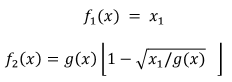 f₁(x) = x₁
f₂(x) = g(x) ⌊1 − √x₁/g(x) ⌋